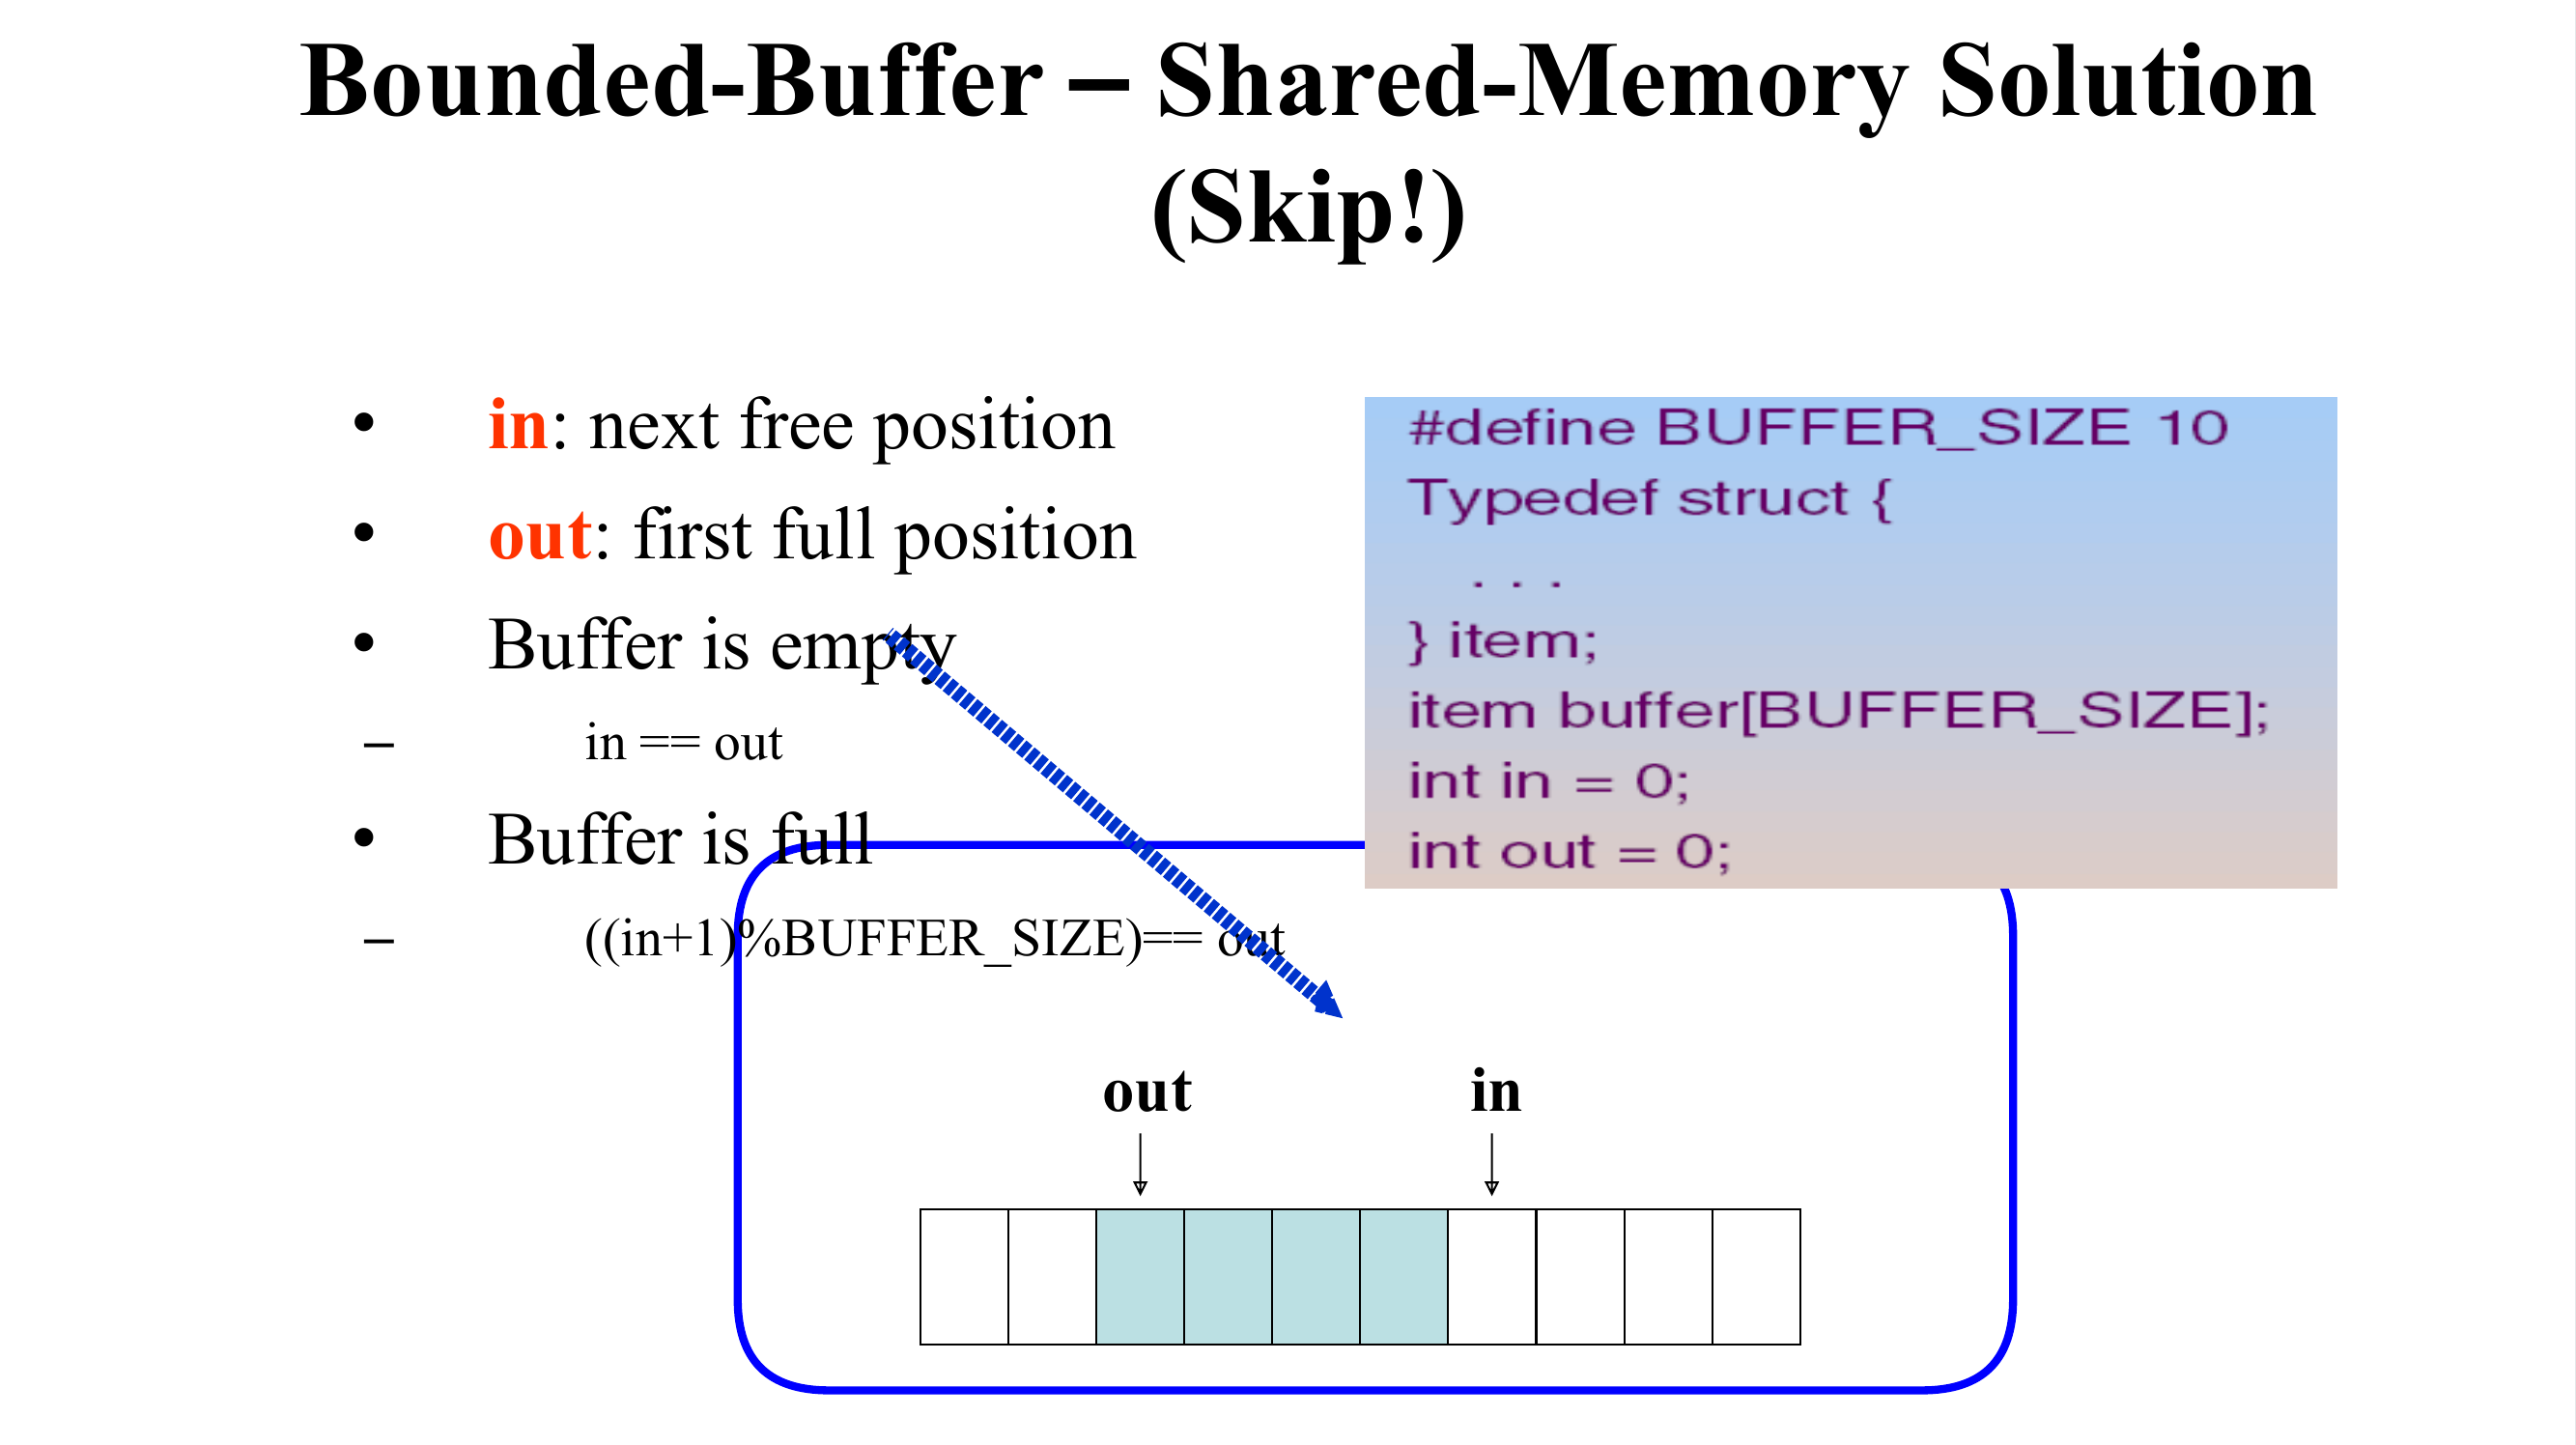 Bounded-Buffer – Shared-Memory Solution
(Skip!)
• in: next free position
• out: first full position
• Buffer is empty
– in == out
• Buffer is full
– ((in+1)%BUFFER_SIZE)== out
#define BUFFER_SIZE 10
Typedef struct {
. . .
} item;
item buffer[BUFFER_SIZE];
int in = 0;
int out = 0;
out in